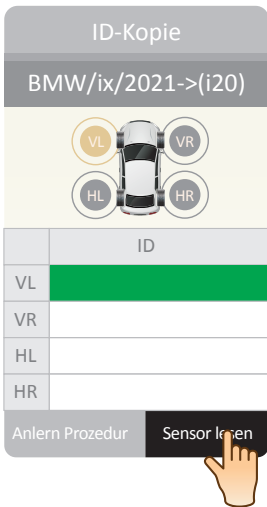 ID-Kopie
BMW/ix/2021->(i20)
VL VR
HL HR
ID
VL
VR
HL
HR
Anlern Prozedur Sensor lesen